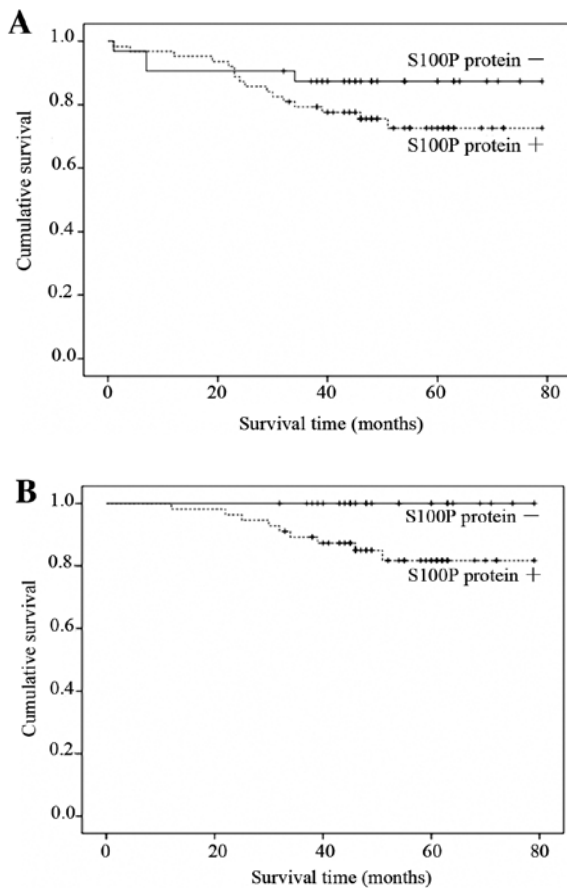 A
1.0
S100P protein —
0.8
S100P protein +
0.6
0.4
0.2
0.0
Cumulative survival
0 20 40 60 80
Survival time (months)
B
1.0
S100P protein —
0.8
S100P protein +
0.6
0.4
0.2
0.0
Cumulative survival
0 20 40 60 80
Survival time (months)